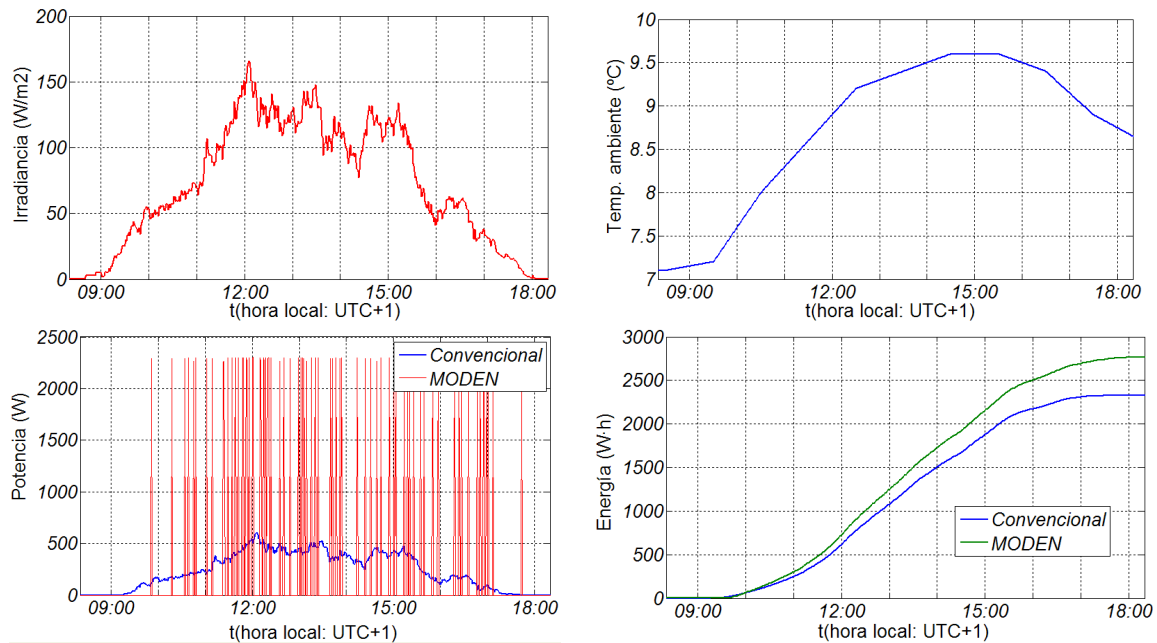 Irradiancia (W/m2)
200
150
100
50
0
09:00 12:00 15:00 18:00
t(hora local: UTC+1)
Temp. ambiente (ºC)
10
9.5
9
8.5
8
7.5
7
09:00 12:00 15:00 18:00
t(hora local: UTC+1)
Potencia (W)
2500
2000
1500
1000
500
0
Convencional
MODEN
09:00 12:00 15:00 18:00
t(hora local: UTC+1)
Energía (W·h)
3000
2500
2000
1500
1000
500
0
Convencional
MODEN
09:00 12:00 15:00 18:00
t(hora local: UTC+1)